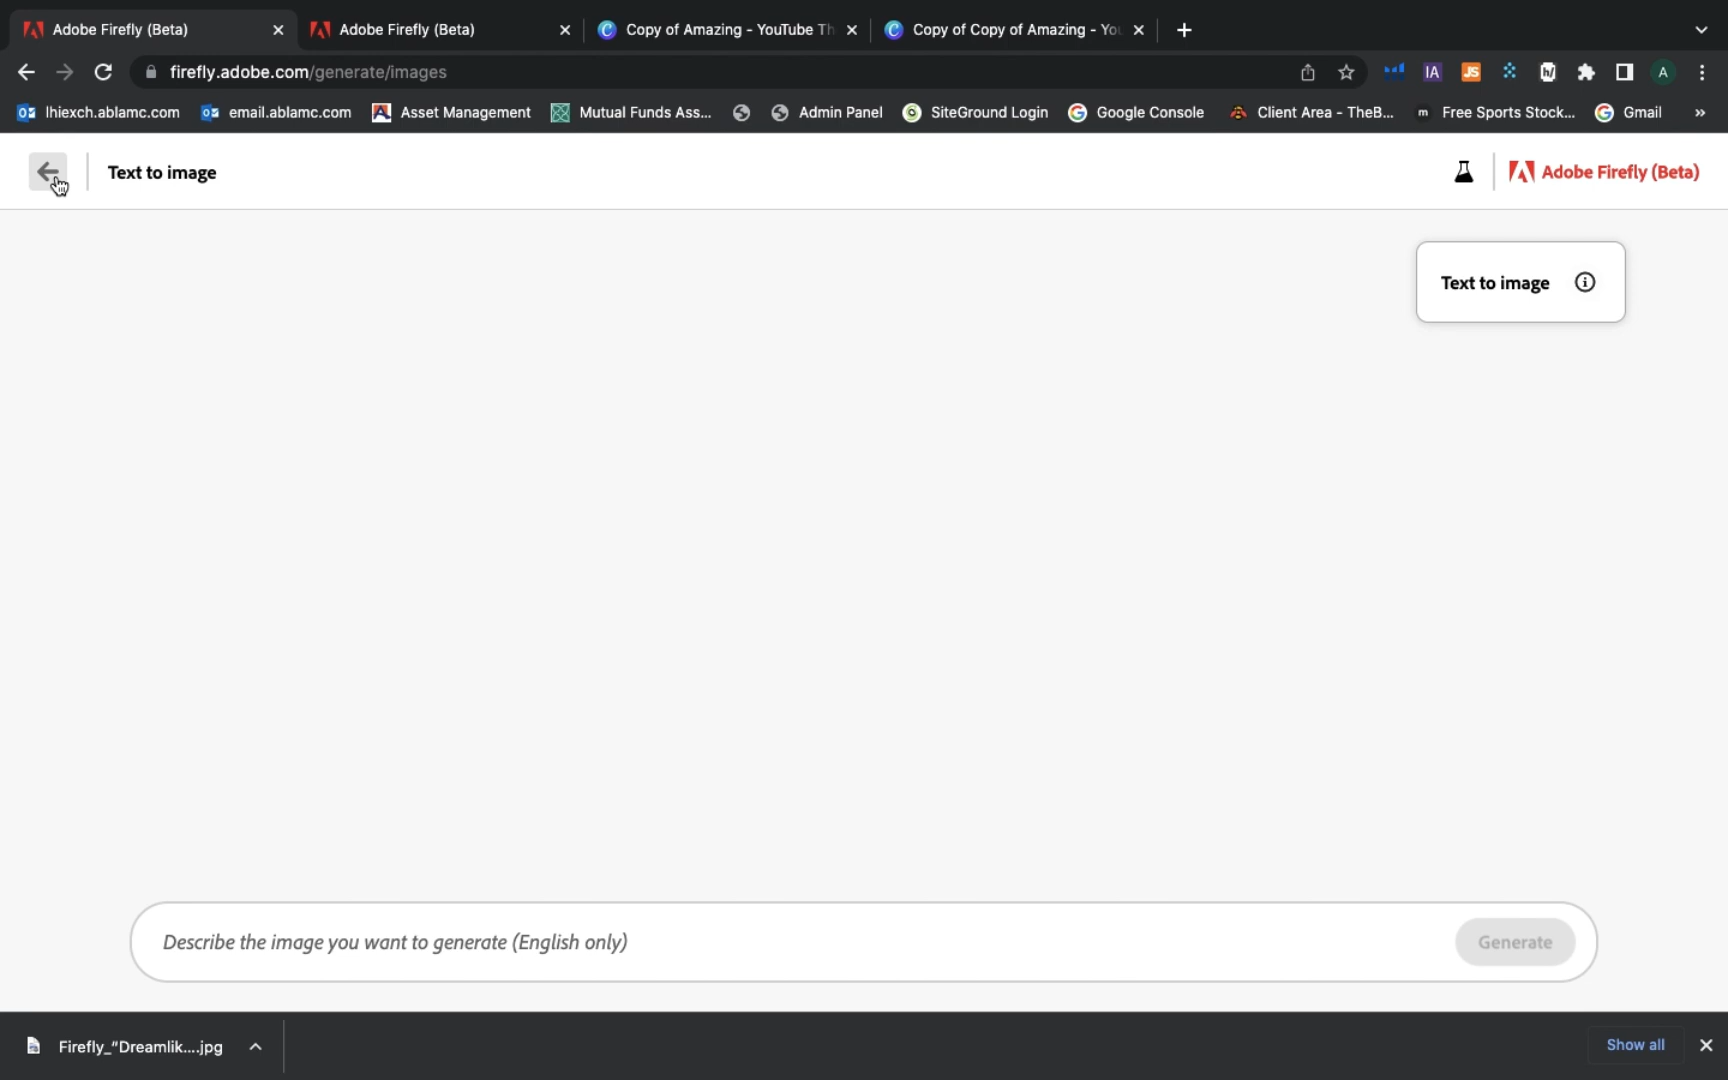 Adobe Firefly (Beta)
Adobe Firefly (Beta)
Copy of Amazing - YouTube Th
Copy of Copy of Amazing - You
firefly.adobe.com/generate/images
IA
JS
A
lhiexch.ablamc.com
email.ablamc.com
Asset Management
Mutual Funds Ass...
Admin Panel
SiteGround Login
Google Console
Client Area - TheB...
Free Sports Stock...
Gmail
»
Text to image
Adobe Firefly (Beta)
Text to image
Describe the image you want to generate (English only)
Generate
Firefly_"Dreamlik....jpg
Show all